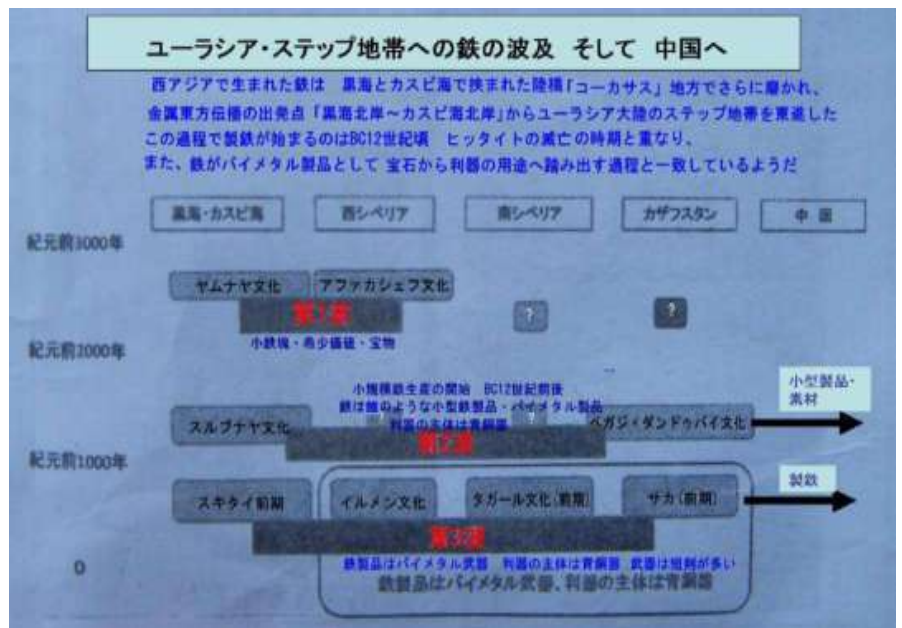 ユーラシア・ステップ地帯への鉄の波及 そして 中国へ
西アジアで生まれた鉄は 黒海とカスピ海で挟まれた陸橋「コーカサス」地方でさらに磨かれ、
金属東方伝播の出発点「黒海北岸～カスピ海北岸」からユーラシア大陸のステップ地帯を東進した
この過程で製鉄が始まるのはBC12世紀頃 ヒッタイトの滅亡の時期と重なり、
また、鉄がバイメタル製品として 宝石から利器の用途へ踏み出す過程と一致しているようだ
黒海・カスピ海 西シベリア 南シベリア カザフスタン 中国
紀元前3000年
ヤムナヤ文化 アファナシェフ文化
第1波 ? ?
小鉄塊・希少価値・宝物
紀元前2000年
小規模鉄生産の開始 BC12世紀前後
鉄は錐のような小型鉄製品・バイメタル製品
利器の主体は青銅器
小型製品・
素材
スルブナヤ文化 ベガジ・ダンドゥバイ文化
第2波
紀元前1000年
製鉄
スキタイ前期 イルメン文化 タガール文化(前期) サカ(前期)
第3波
0
鉄製品はバイメタル武器 利器の主体は青銅器 武器は短剣が多い
鉄製品はバイメタル武器、利器の主体は青銅器